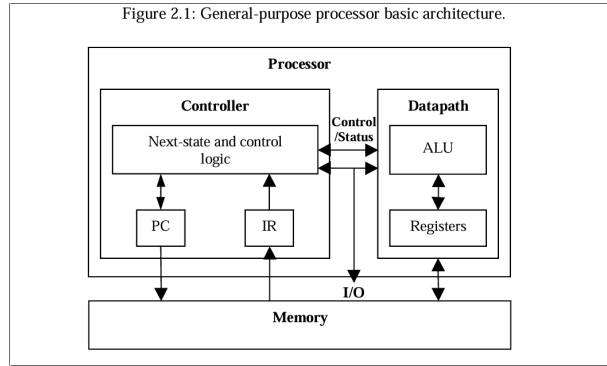 Figure 2.1: General-purpose processor basic architecture.
Processor
Controller
Control
/Status
Datapath
Next-state and control
logic
ALU
PC
IR
Registers
I/O
Memory